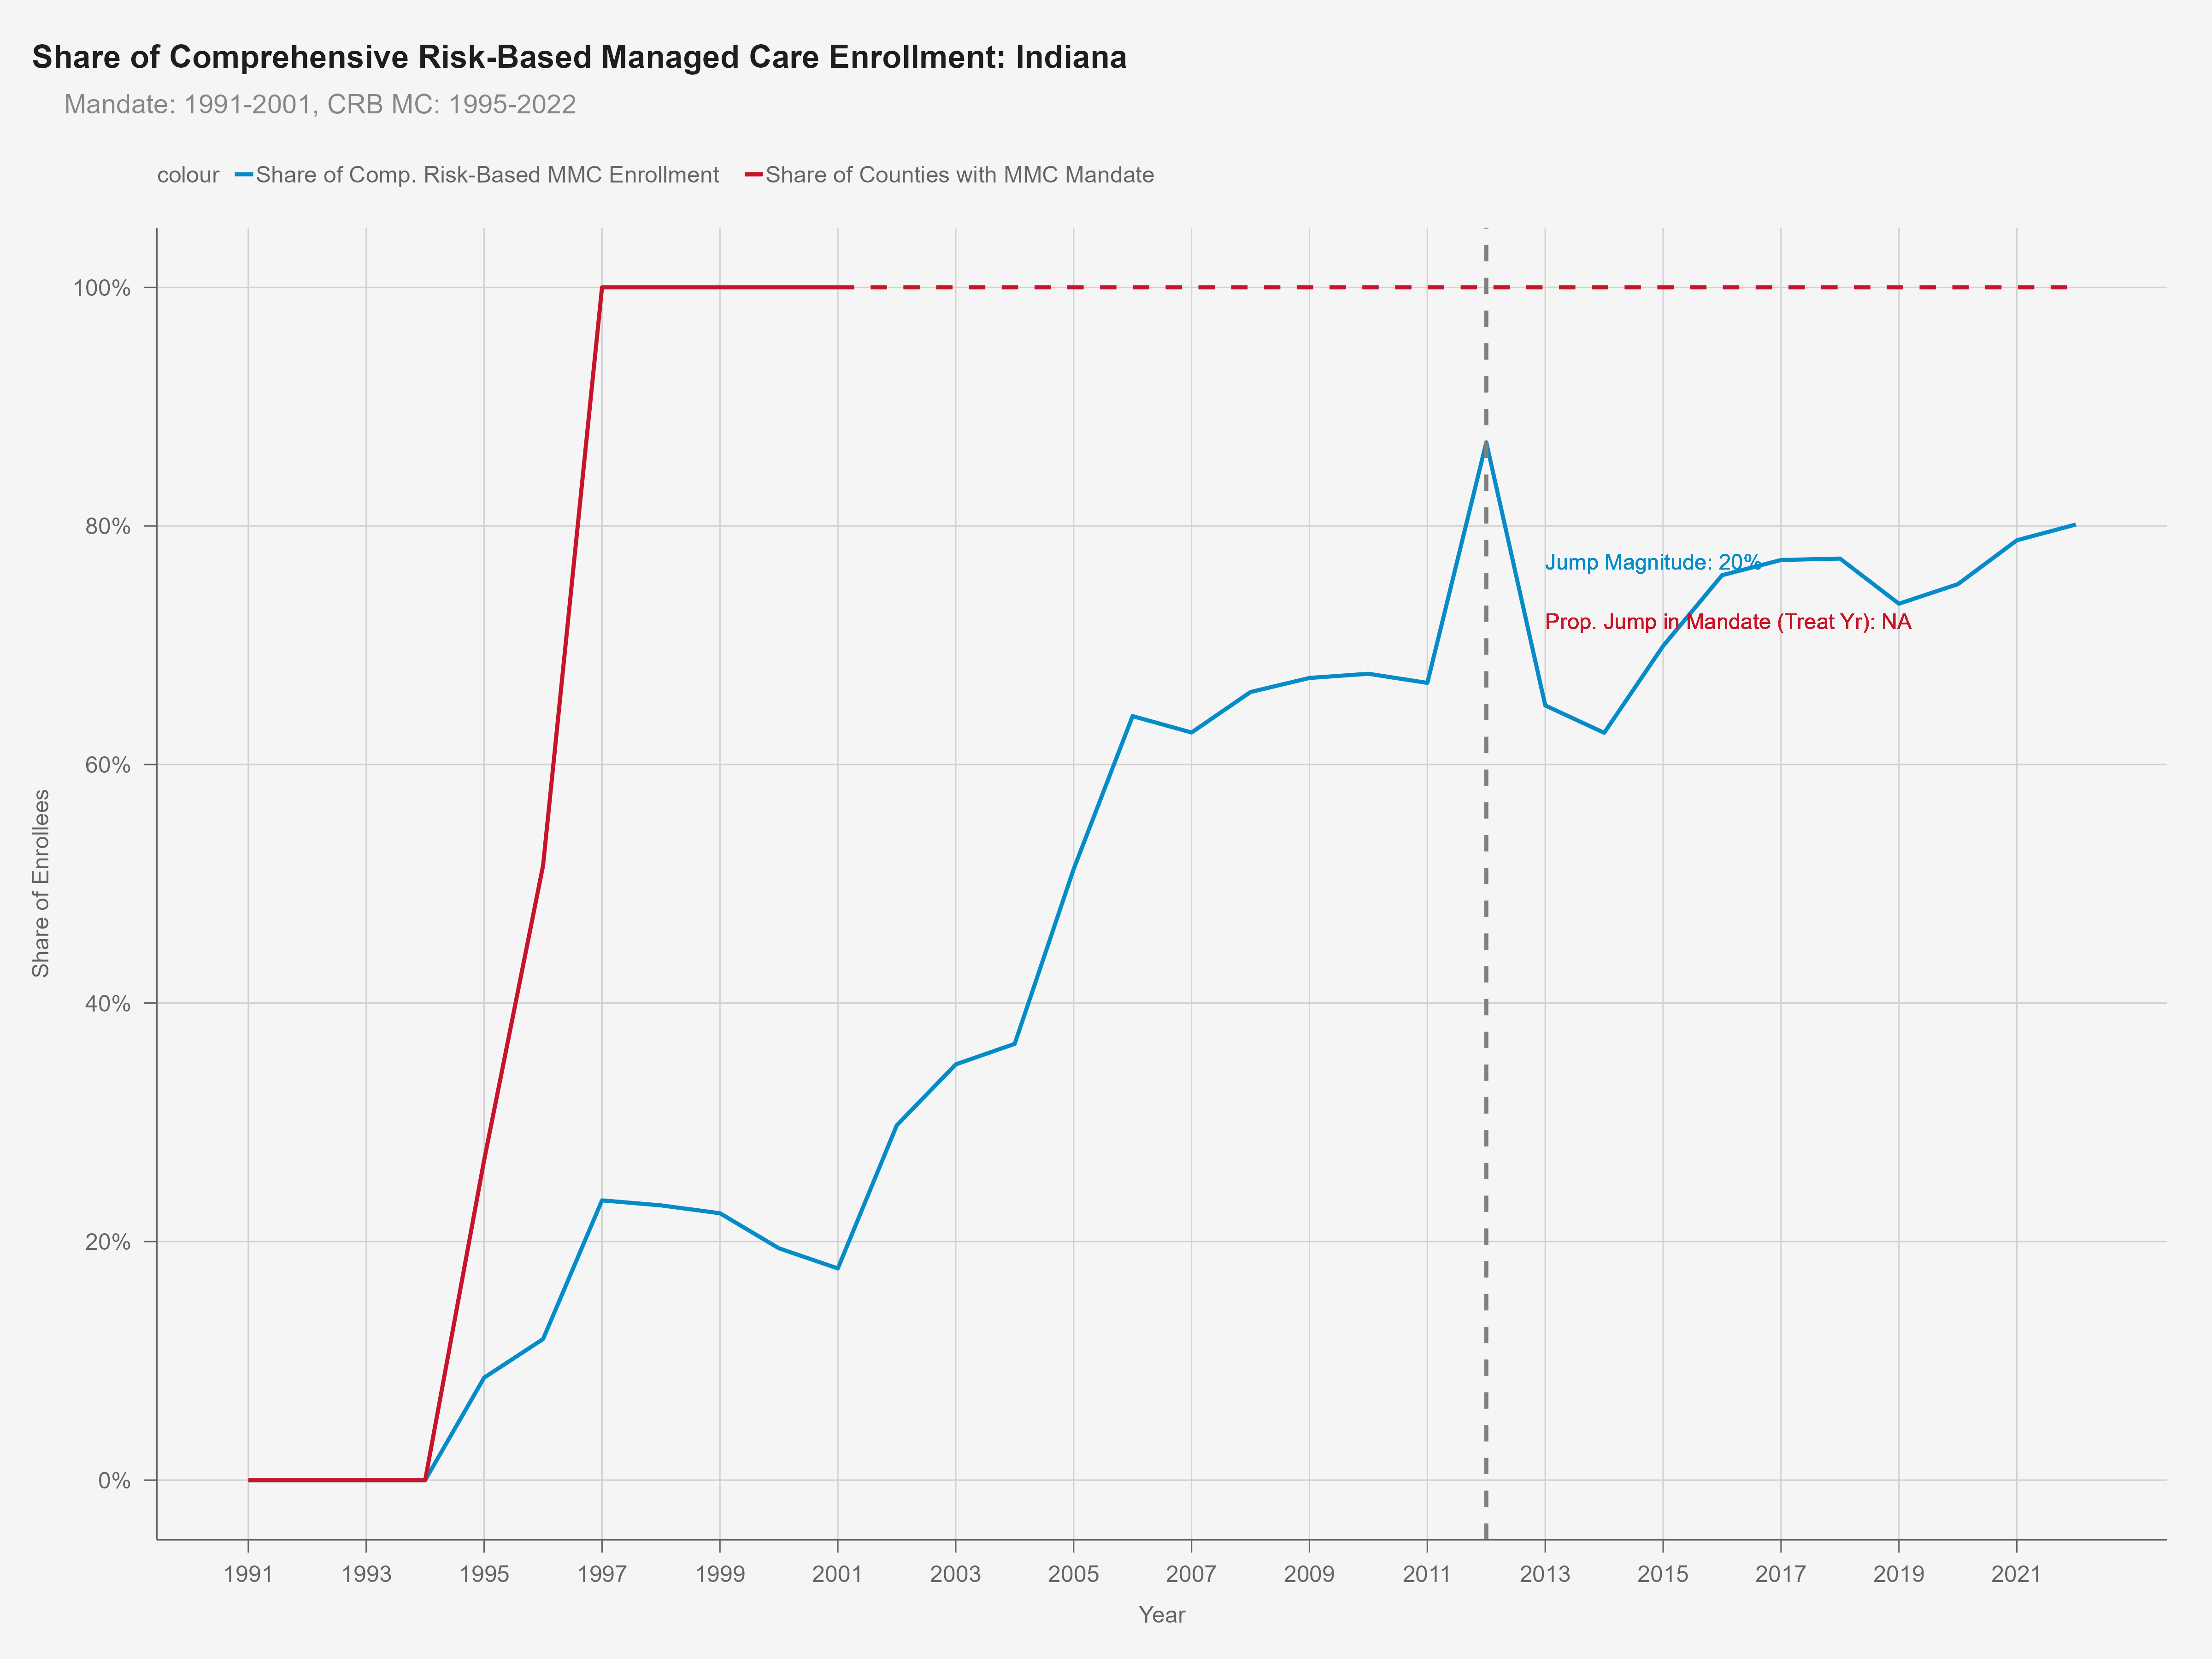 Share of Comprehensive Risk-Based Managed Care Enrollment: Indiana
Mandate: 1991-2001, CRB MC: 1995-2022
colour Share of Comp. Risk-Based MMC Enrollment Share of Counties with MMC Mandate
100%
80%
60%
40%
20%
0%
Share of Enrollees
Jump Magnitude: 20%
Prop. Jump in Mandate (Treat Yr): NA
1991 1993 1995 1997 1999 2001 2003 2005 2007 2009 2011 2013 2015 2017 2019 2021
Year